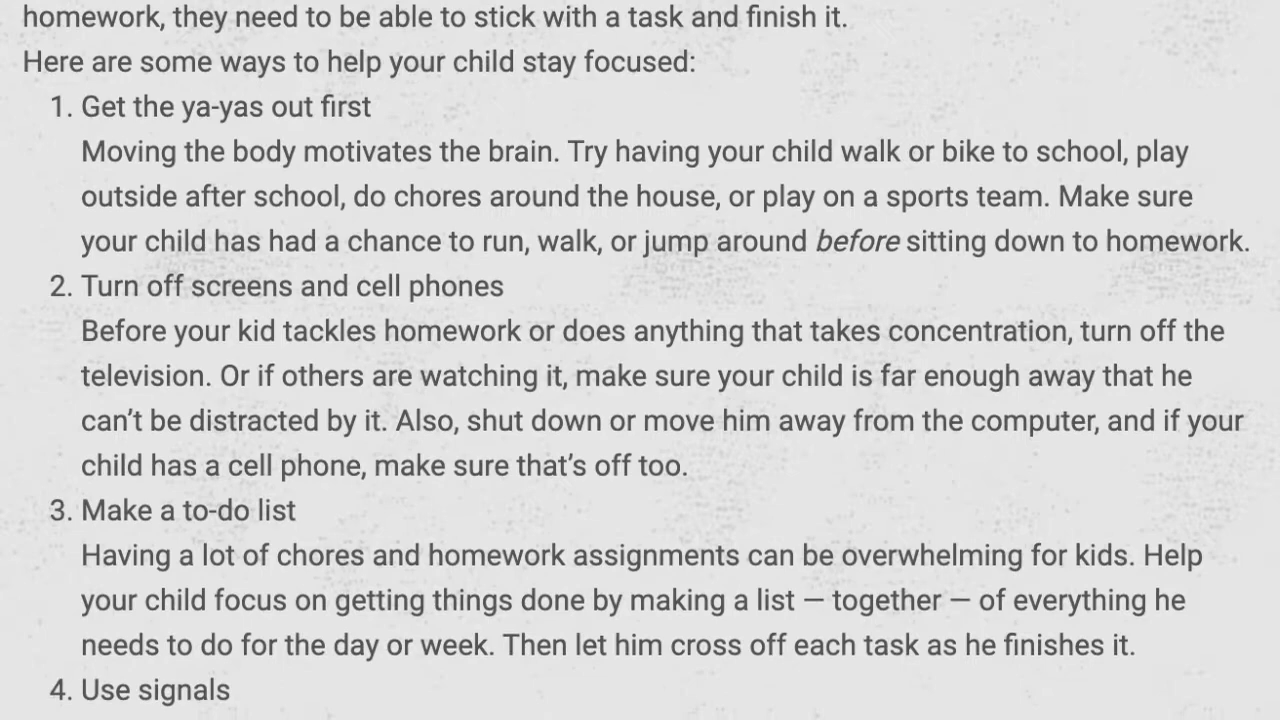 homework, they need to be able to stick with a task and finish it.
Here are some ways to help your child stay focused:
1. Get the ya-yas out first
Moving the body motivates the brain. Try having your child walk or bike to school, play
outside after school, do chores around the house, or play on a sports team. Make sure
your child has had a chance to run, walk, or jump around before sitting down to homework.
2. Turn off screens and cell phones
Before your kid tackles homework or does anything that takes concentration, turn off the
television. Or if others are watching it, make sure your child is far enough away that he
can’t be distracted by it. Also, shut down or move him away from the computer, and if your
child has a cell phone, make sure that’s off too.
3. Make a to-do list
Having a lot of chores and homework assignments can be overwhelming for kids. Help
your child focus on getting things done by making a list — together — of everything he
needs to do for the day or week. Then let him cross off each task as he finishes it.
4. Use signals